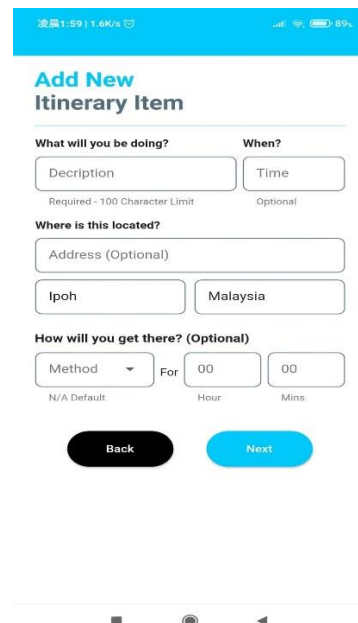 凌晨1:59 | 1.6K/s 89%
Add New
Itinerary Item
What will you be doing? When?
Decription Time
Required - 100 Character Limit Optional
Where is this located?
Address (Optional)
Ipoh Malaysia
How will you get there? (Optional)
Method For 00 00
N/A Default Hour Mins
Back Next